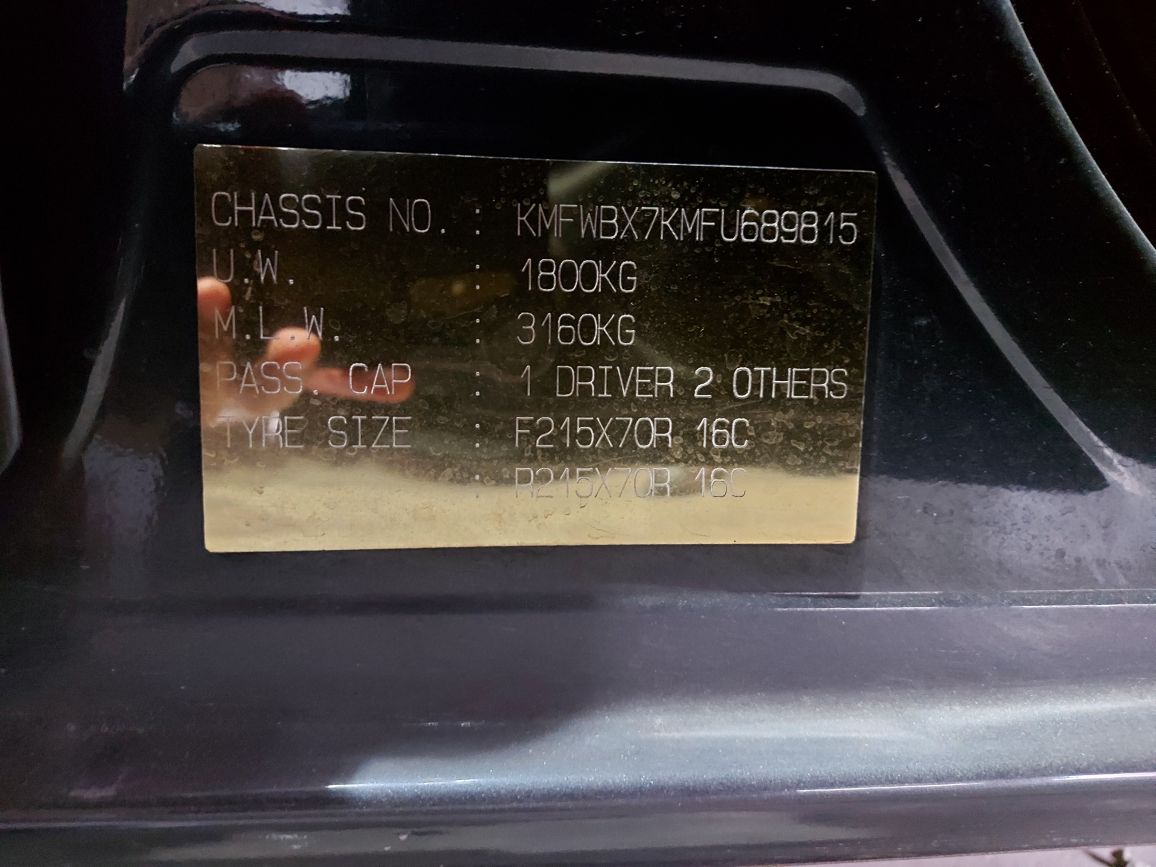 CHASSIS NO. : KMFWBX7KMFU689815
U.W. : 1800KG
M.L.W. : 3160KG
PASS. CAP : 1 DRIVER 2 OTHERS
TYRE SIZE : F215X70R 16C
: R215X70R 16C